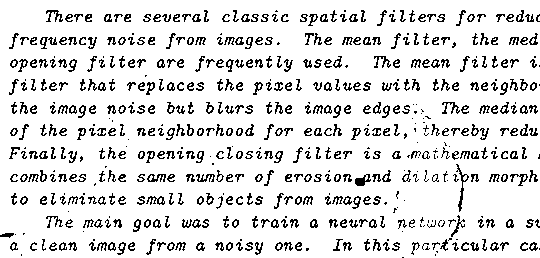 There are several classic spatial filters for reduc
frequency noise from images. The mean filter, the med
opening filter are frequently used. The mean filter i
filter that replaces the pixel values with the neighbo
the image noise but blurs the image edges. The median
of the pixel neighborhood for each pixel, thereby redu
Finally, the opening closing filter is a mathematical
combines the same number of erosion and dilation morph
to eliminate small objects from images.
The main goal was to train a neural network in a su
a clean image from a noisy one. In this particular ca